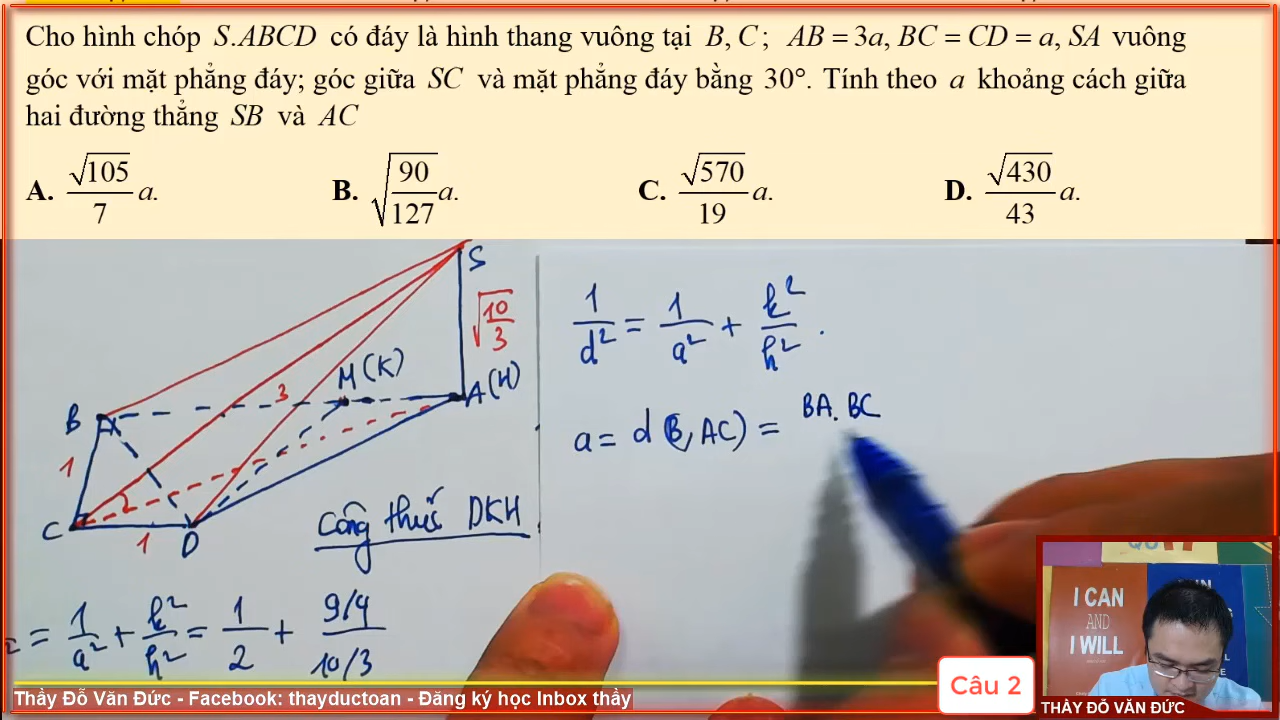 Cho hình chóp S.ABCD có đáy là hình thang vuông tại B, C; AB = 3a, BC = CD = a, SA vuông
góc với mặt phẳng đáy; góc giữa SC và mặt phẳng đáy bằng 30°. Tính theo a khoảng cách giữa
hai đường thẳng SB và AC
A. √105/7 a. B. √(90/127) a. C. √570/19 a. D. √430/43 a.
S
√(10/3)
M(K)
3
A(H)
B
1
C
1
D
Công thức DKH
2 = 1/a² + k²/h² = 1/2 + (9/4)/(10/3)
1/d² = 1/a² + k²/h².
a = d(B, AC) = BA. BC
I CAN
AND
I WILL
Câu 2
Thầy Đỗ Văn Đức - Facebook: thayductoan - Đăng ký học Inbox thầy
THẦY ĐỖ VĂN ĐỨC